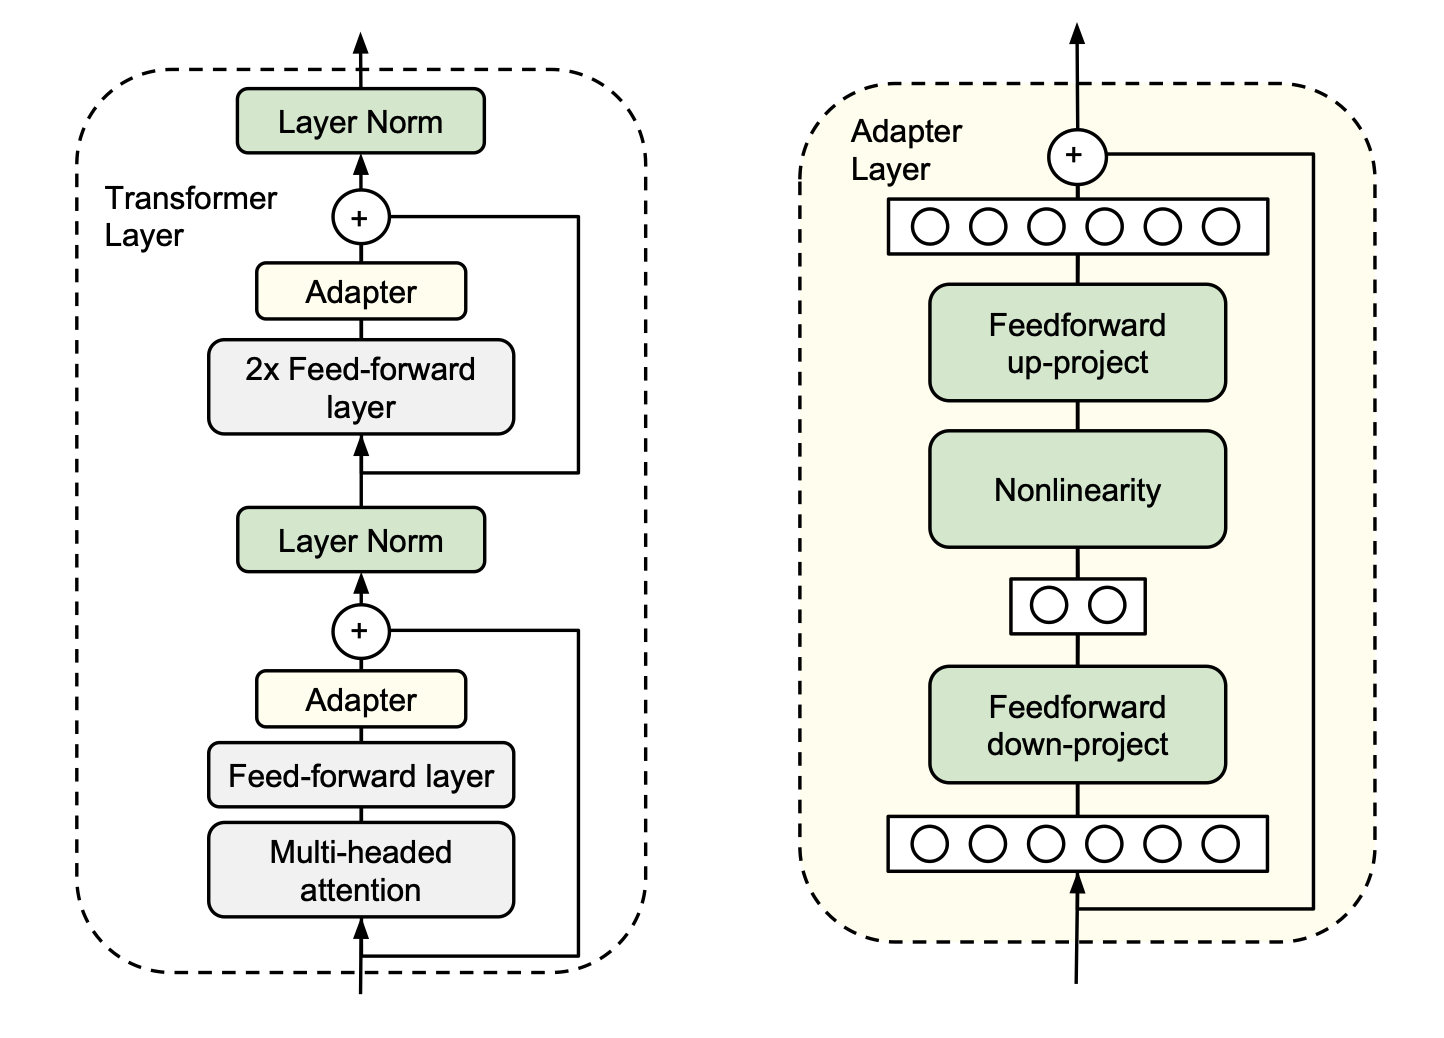 Layer Norm
Transformer
Layer
+
Adapter
2x Feed-forward
layer
Layer Norm
+
Adapter
Feed-forward layer
Multi-headed
attention
Adapter
Layer
+
Feedforward
up-project
Nonlinearity
Feedforward
down-project